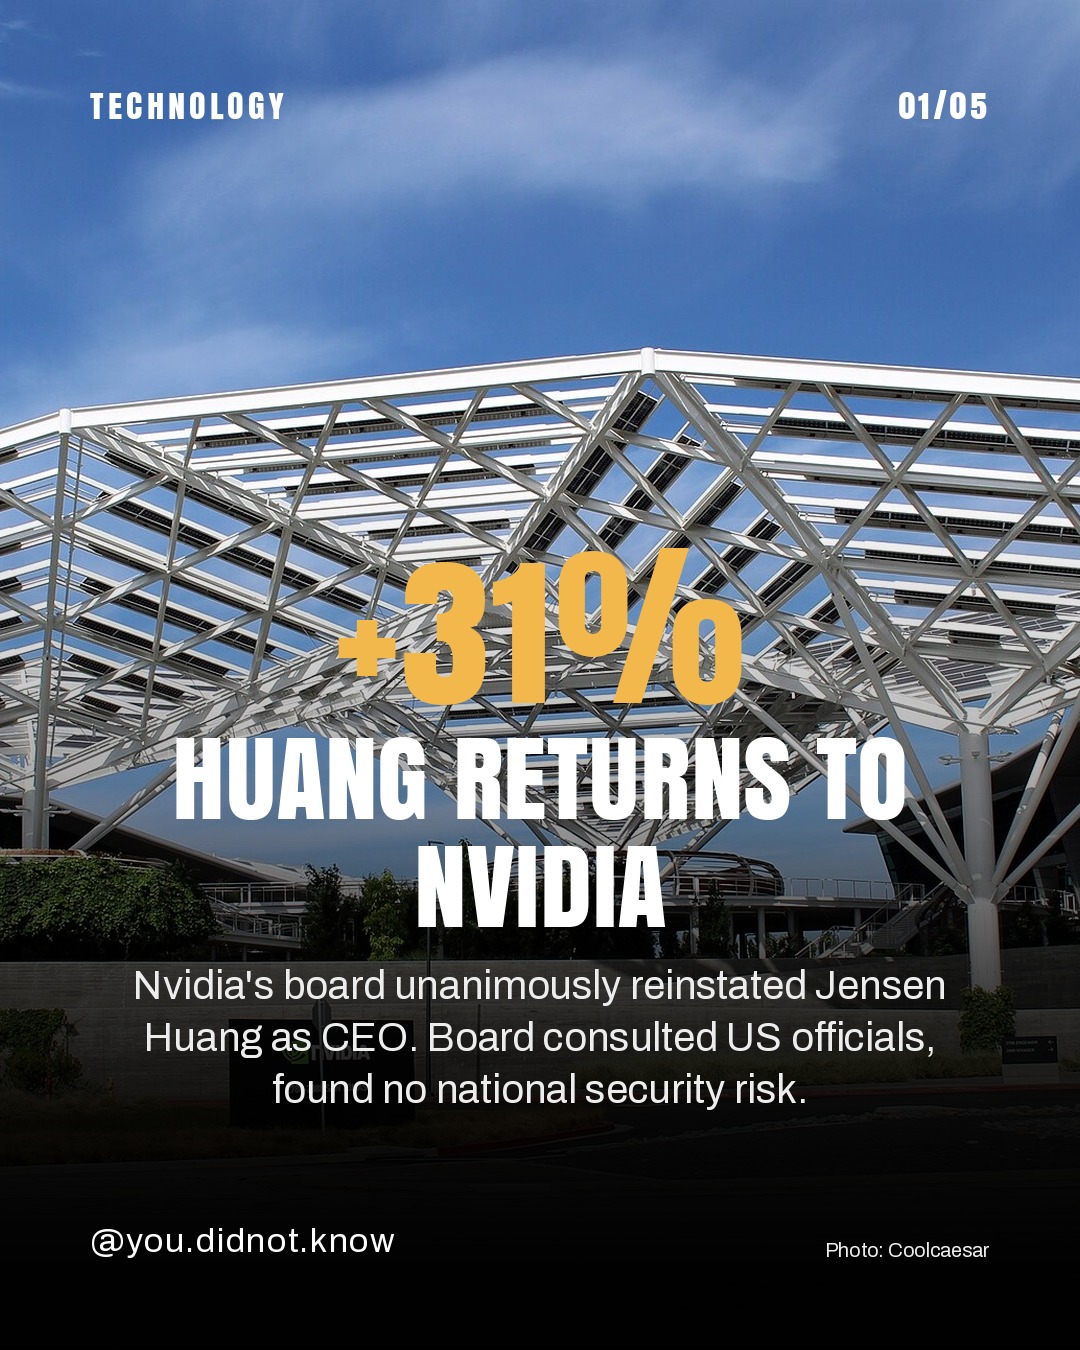 TECHNOLOGY
01/05
+31%
HUANG RETURNS TO
NVIDIA
Nvidia's board unanimously reinstated Jensen
Huang as CEO. Board consulted US officials,
found no national security risk.
@you.didnot.know
Photo: Coolcaesar